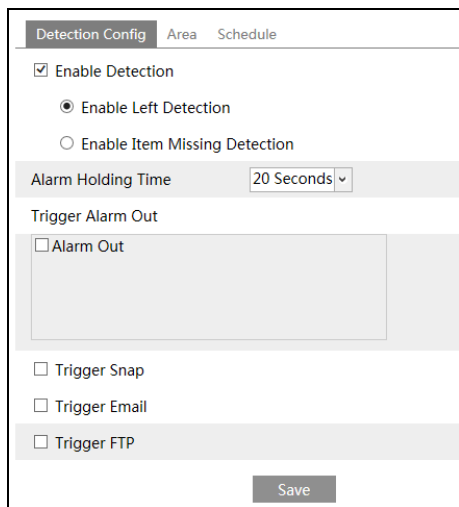 Detection Config Area Schedule
Enable Detection
Enable Left Detection
Enable Item Missing Detection
Alarm Holding Time 20 Seconds
Trigger Alarm Out
Alarm Out
Trigger Snap
Trigger Email
Trigger FTP
Save